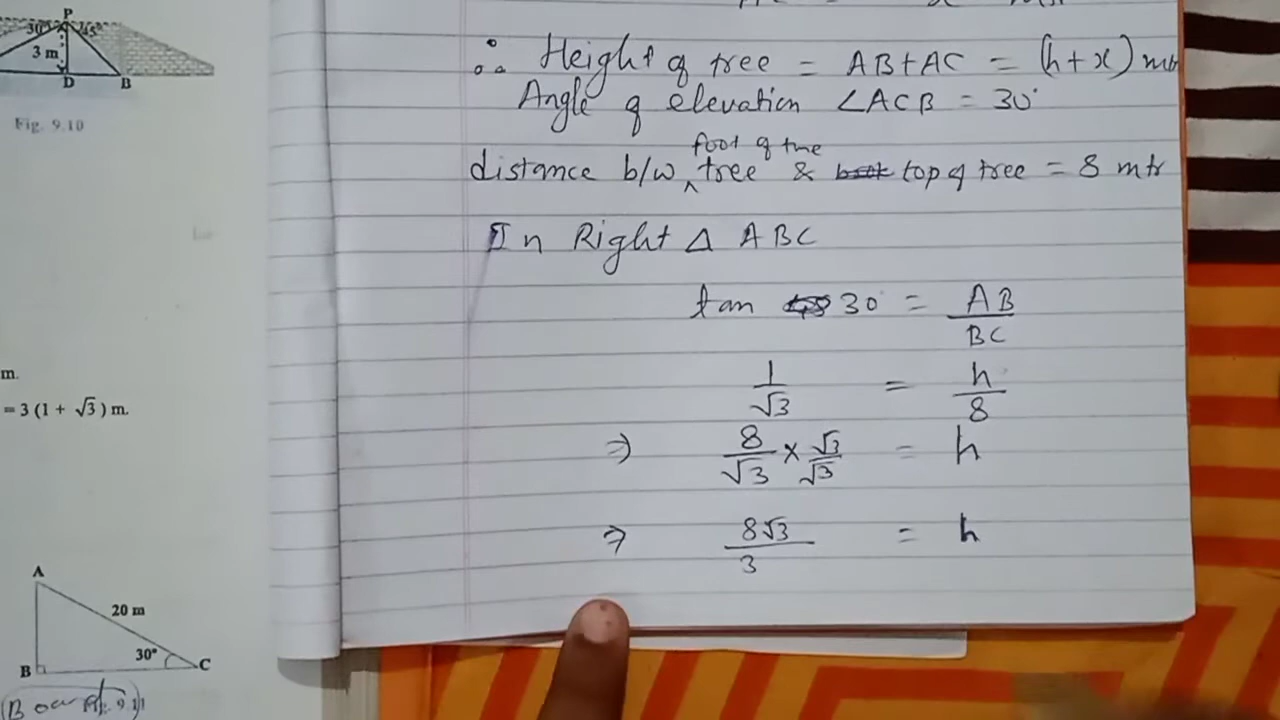 P
30° 45°
3 m
D B
Fig. 9.10
m.
= 3 (1 + √3) m.
A
20 m
30°
B C
∴ Height of tree = AB+AC = (h+x) mtr
Angle of elevation ∠ACB = 30°
foot of the
distance b/w ‸ tree & top of tree = 8 mtr
In Right Δ ABC
tan 30 = AB/BC
1/√3 = h/8
⇒ 8/√3 × √3/√3 = h
⇒ 8√3/3 = h